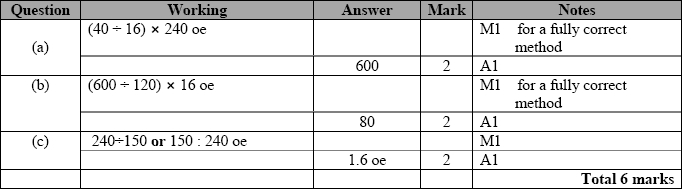 Question Working Answer Mark Notes
(a) (40 ÷ 16) × 240 oe M1 for a fully correct
method
600 2 A1
(b) (600 ÷ 120) × 16 oe M1 for a fully correct
method
80 2 A1
(c) 240÷150 or 150 : 240 oe M1
1.6 oe 2 A1
Total 6 marks